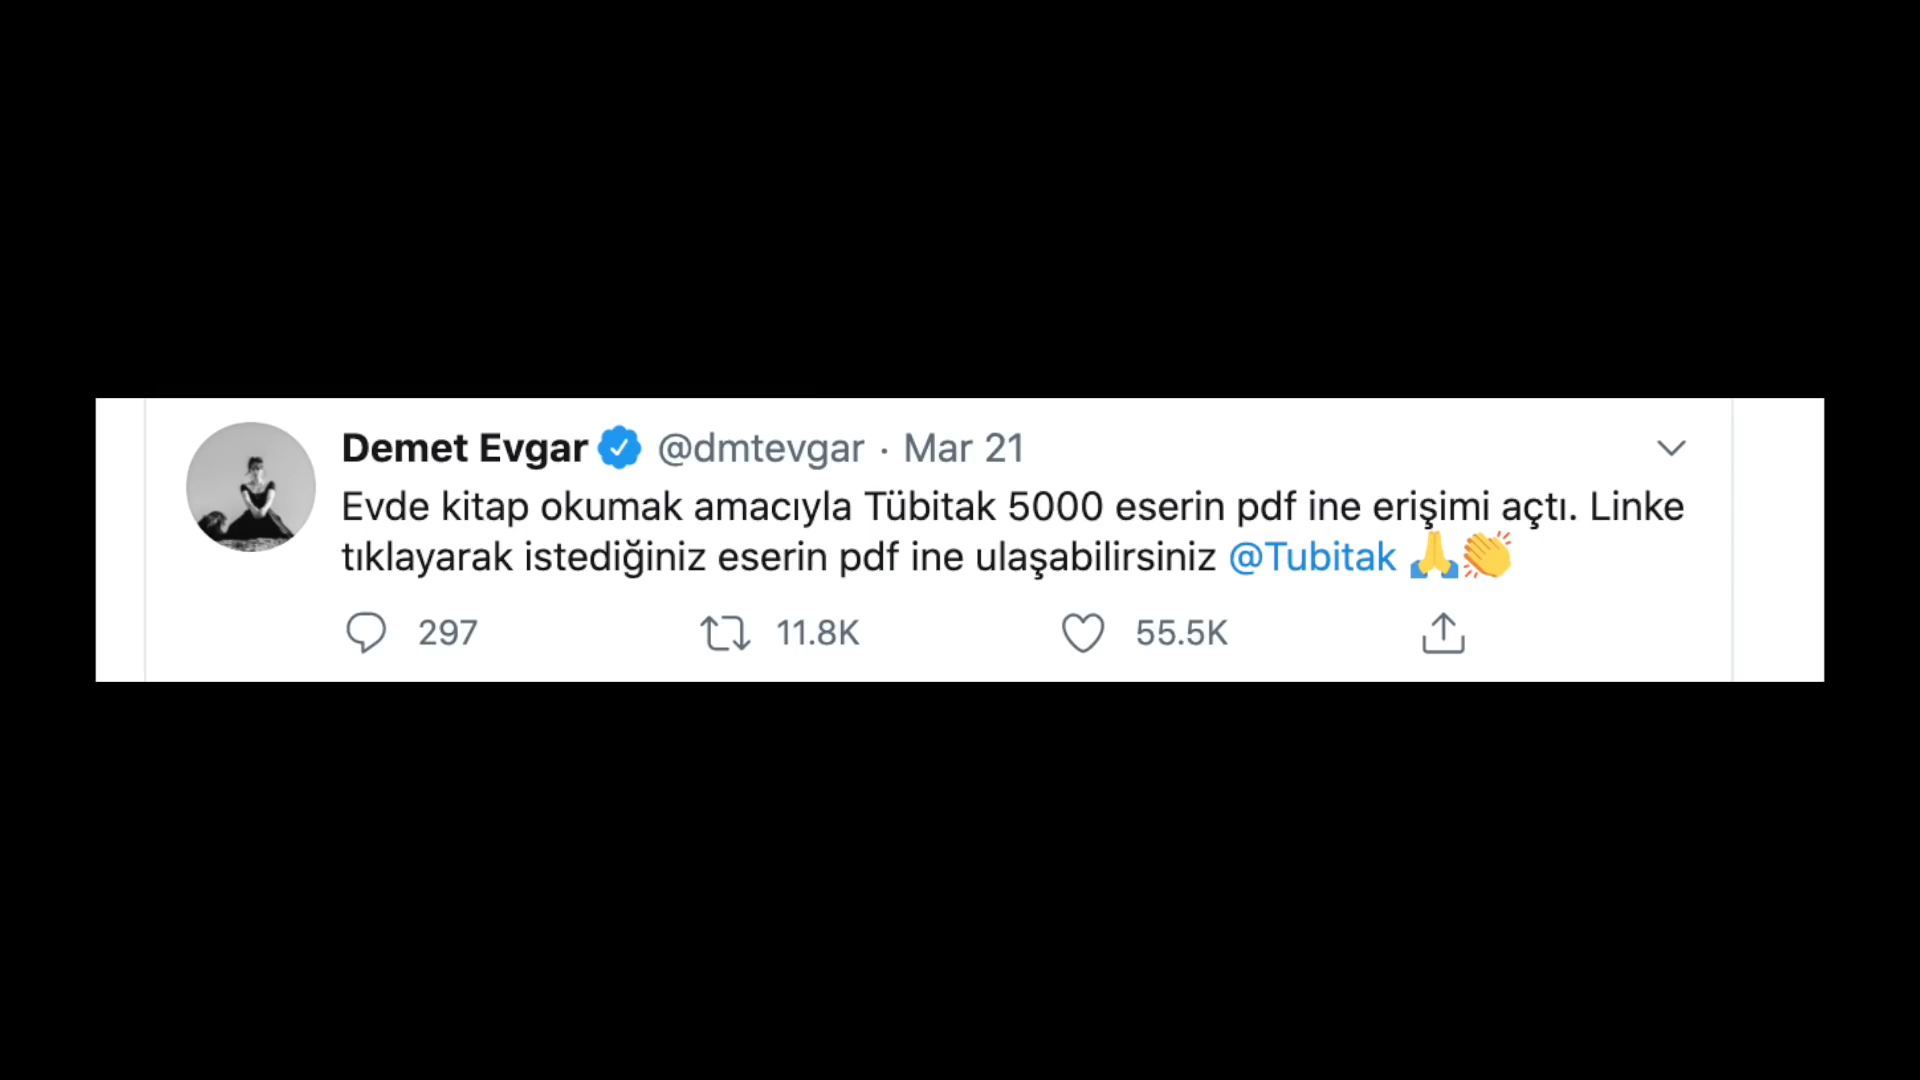 Demet Evgar @dmtevgar · Mar 21
Evde kitap okumak amacıyla Tübitak 5000 eserin pdf ine erişimi açtı. Linke
tıklayarak istediğiniz eserin pdf ine ulaşabilirsiniz @Tubitak 🙏👏
297 11.8K 55.5K